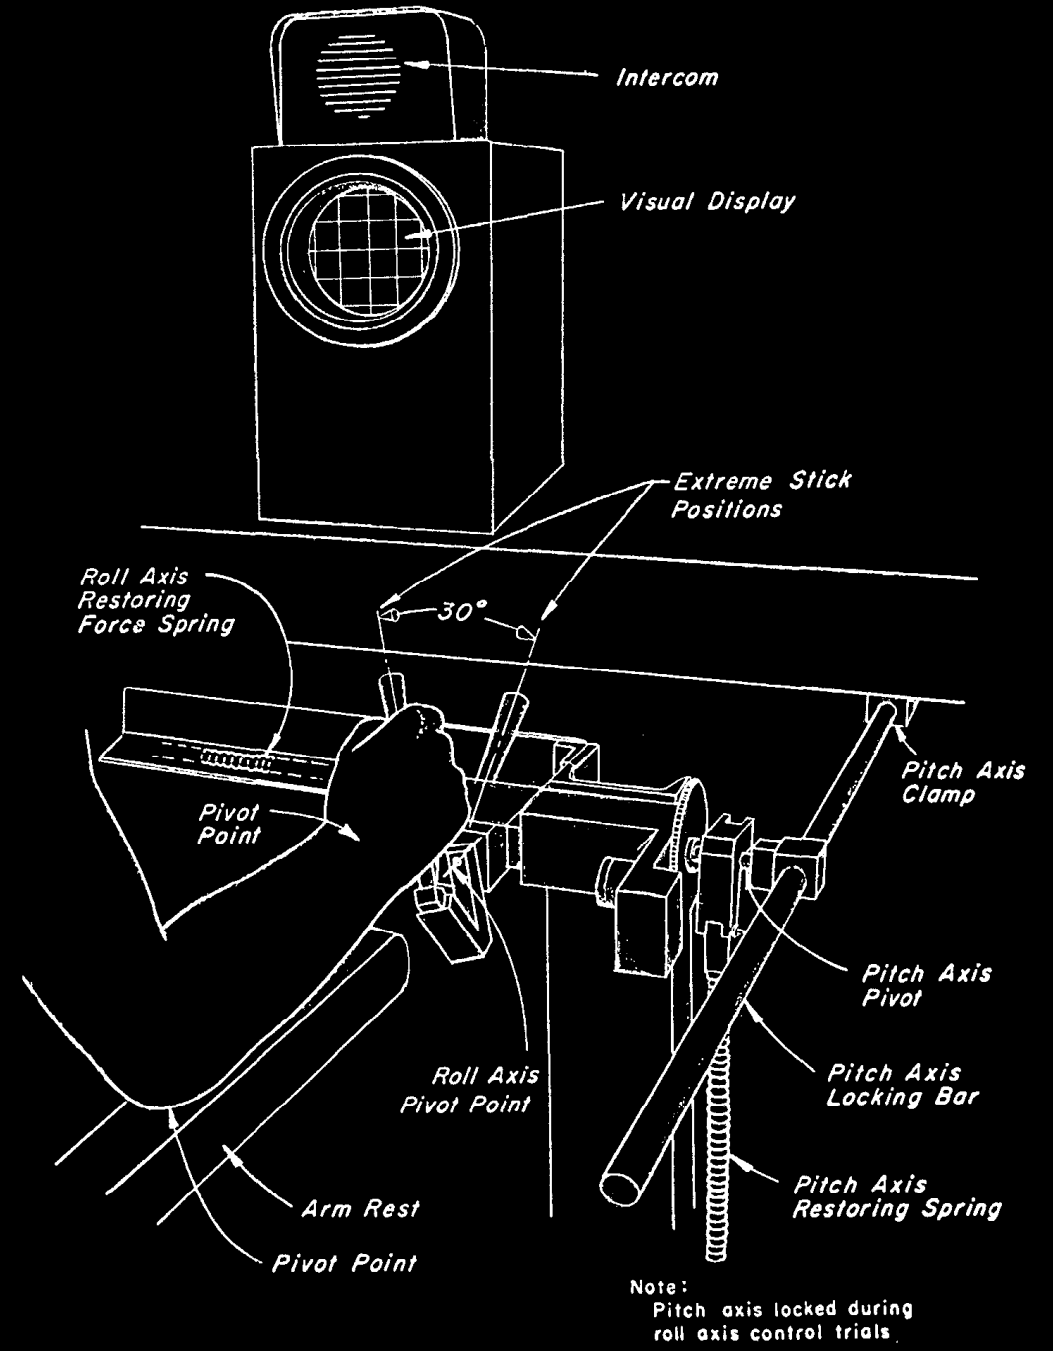 Intercom
Visual Display
Extreme Stick
Positions
Roll Axis
Restoring
Force Spring
30°
Pitch Axis
Clamp
Pivot
Point
Pitch Axis
Pivot
Roll Axis
Pivot Point
Pitch Axis
Locking Bar
Arm Rest
Pitch Axis
Restoring Spring
Pivot Point
Note:
Pitch axis locked during
roll axis control trials.